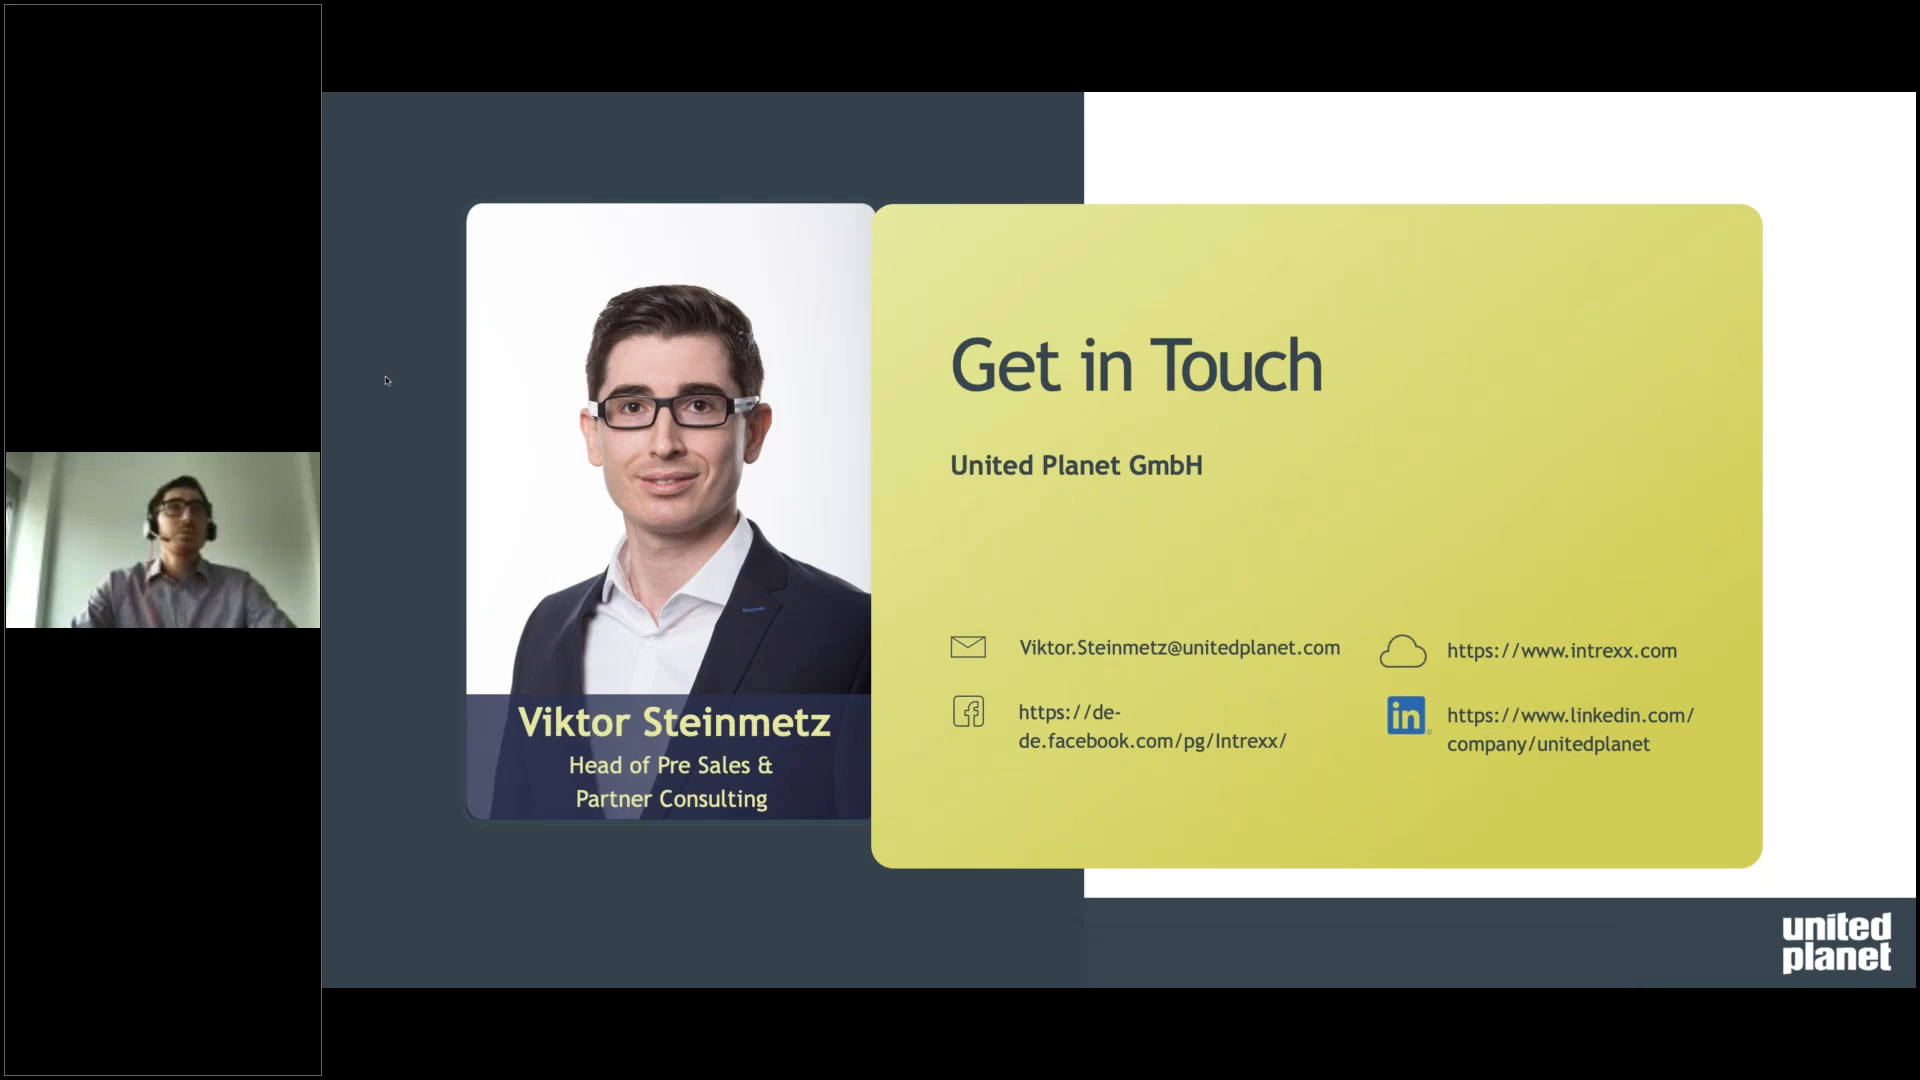 Get in Touch
United Planet GmbH
Viktor.Steinmetz@unitedplanet.com
https://www.intrexx.com
https://de-
de.facebook.com/pg/Intrexx/
in
https://www.linkedin.com/
company/unitedplanet
Viktor Steinmetz
Head of Pre Sales &
Partner Consulting
united
planet